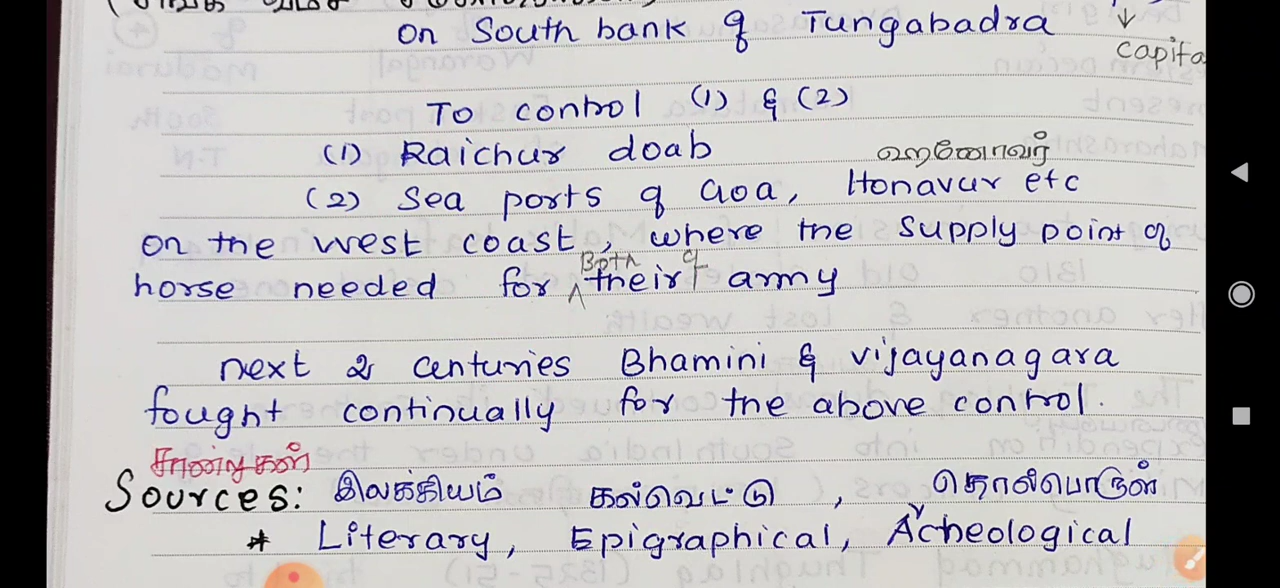 on South bank of Tungabadra
↓
Capita
To control (1) & (2)
(1) Raichur doab
ஹொனோவர்
(2) Sea ports of Goa, Honavur etc
on the west coast, where the supply point of
Both of
horse needed for ^ their army
next 2 centuries Bhamini & vijayanagara
fought continually for the above control.
சான்றுகள்
Sources: இலக்கியம் கல்வெட்டு , தொல்பொருள்
* Literary, Epigraphical, Acheological